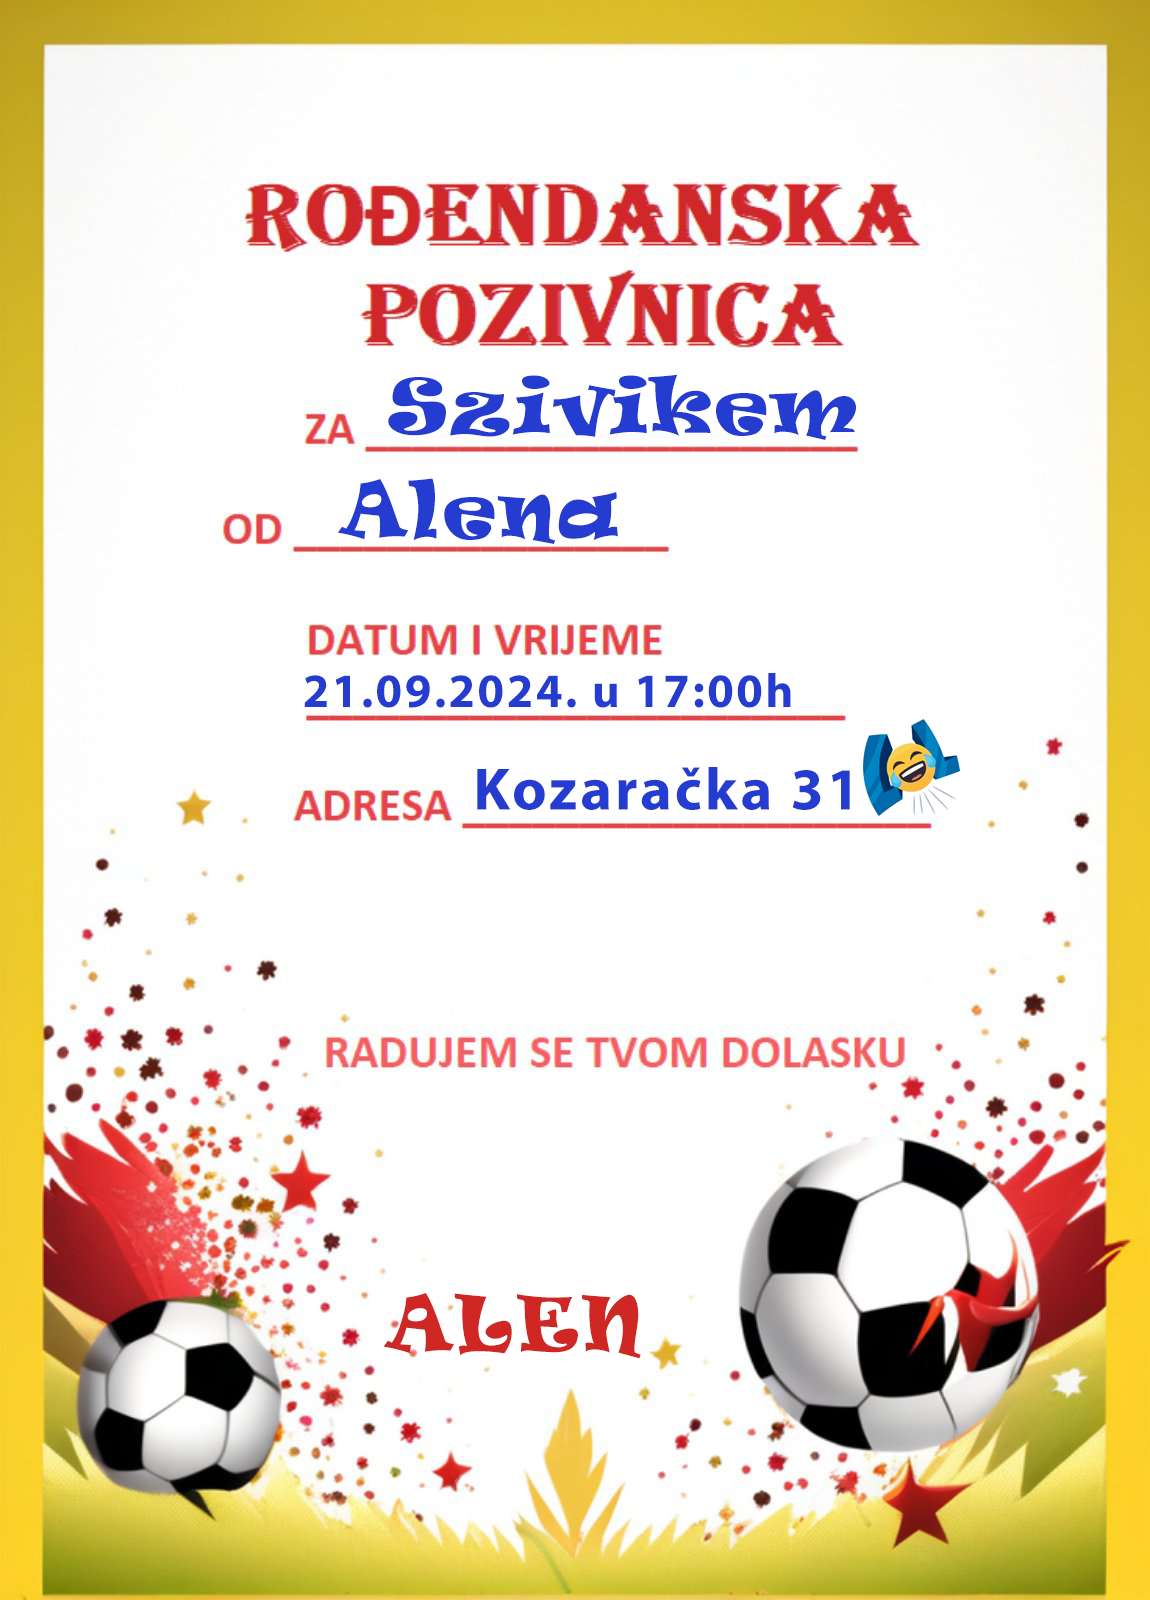 ROĐENDANSKA
POZIVNICA
ZA Szivikem
OD Alena
DATUM I VRIJEME
21.09.2024. u 17:00h
ADRESA Kozaračka 31
RADUJEM SE TVOM DOLASKU
ALEN